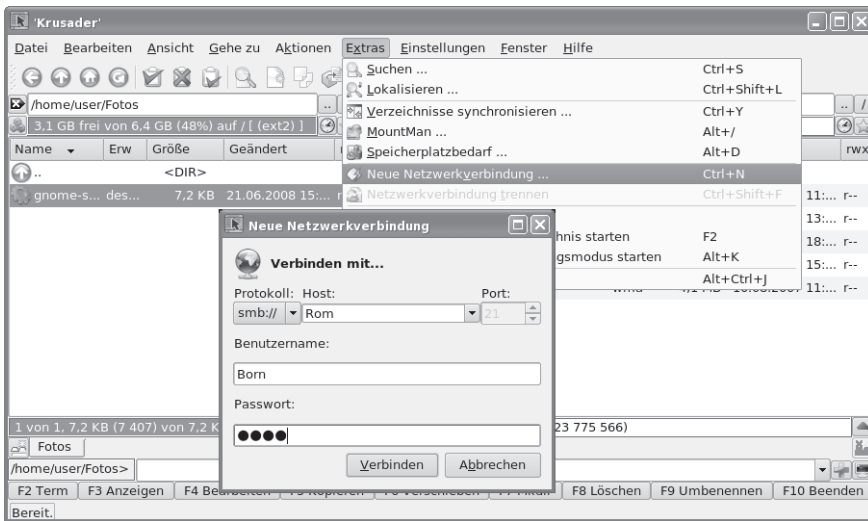 'Krusader'
Datei Bearbeiten Ansicht Gehe zu Aktionen Extras Einstellungen Fenster Hilfe
Suchen ... Ctrl+S
Lokalisieren ... Ctrl+Shift+L
Verzeichnisse synchronisieren ... Ctrl+Y
MountMan ... Alt+/
Speicherplatzbedarf ... Alt+D
Neue Netzwerkverbindung ... Ctrl+N
Netzwerkverbindung trennen Ctrl+Shift+F
hnis starten F2
gsmodus starten Alt+K
Alt+Ctrl+J
/home/user/Fotos .. .. /
3,1 GB frei von 6,4 GB (48%) auf / [ (ext2) ]
Name Erw Größe Geändert rwx
.. <DIR>
gnome-s... des... 7,2 KB 21.06.2008 15:... r-- 11:... r--
13:... r--
18:... r--
15:... r--
11:... r--
Neue Netzwerkverbindung
Verbinden mit...
Protokoll: Host: Port:
smb:// Rom 21
Benutzername:
Born
Passwort:
●●●●
Verbinden Abbrechen
1 von 1, 7,2 KB (7 407) von 7,2 K 23 775 566)
Fotos
/home/user/Fotos>
F2 Term F3 Anzeigen F4 Bearbeiten F5 Kopieren F6 Verschieben F8 Löschen F9 Umbenennen F10 Beenden
Bereit.